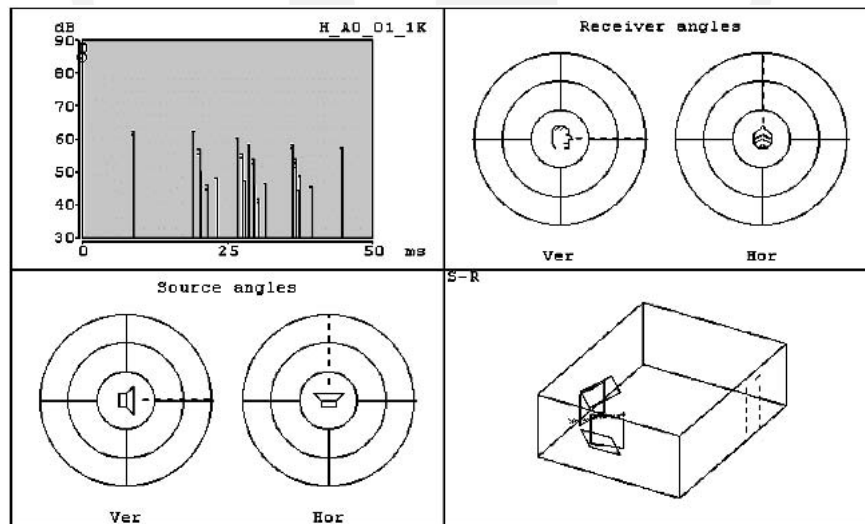 dB H_A0_01_1K
90
80
70
60
50
40
30
0 25 50 ms
Receiver angles
Ver Hor
Source angles
Ver Hor
S-R